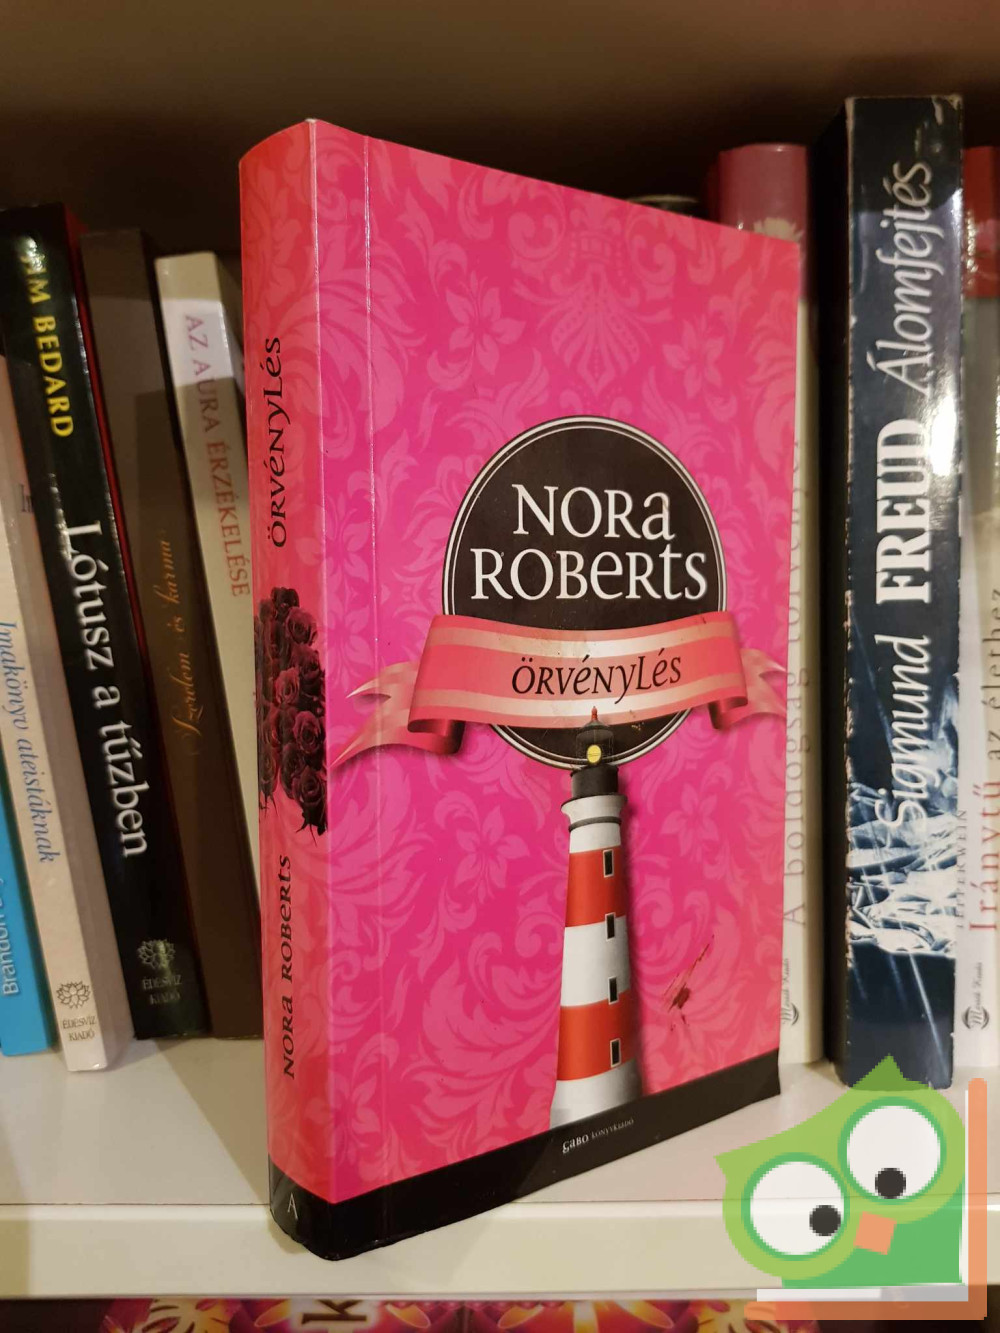 NORa
ROBERTS
ÖRVÉNYLÉS
GABO KÖNYVKIADÓ
ÖRVÉNYLÉS
NORA ROBERTS
A
JIM BEDARD
Lótusz a tűzben
ÉDESVÍZ
KIADÓ
Szerelem és karma
AZ AURA ÉRZÉKELÉSE
Imakönyv ateistáknak
ÉDESVÍZ
KIADÓ
A boldogság törvényei
Sigmund FREUD Álomfejtés
Iránytű az élethez